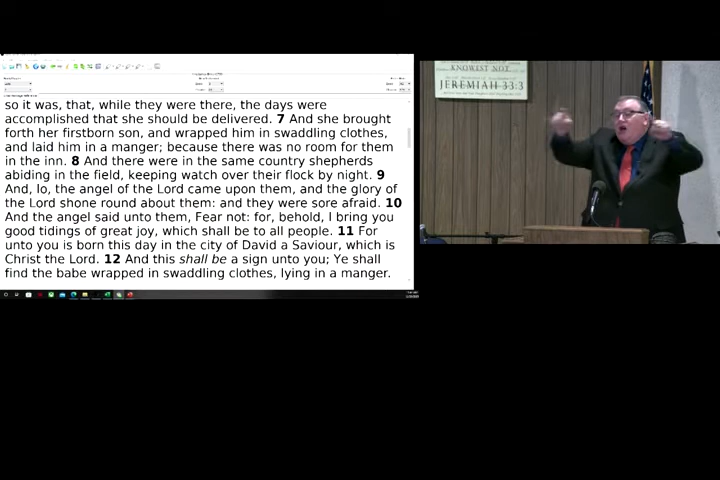 so it was, that, while they were there, the days were
accomplished that she should be delivered. 7 And she brought
forth her firstborn son, and wrapped him in swaddling clothes,
and laid him in a manger; because there was no room for them
in the inn. 8 And there were in the same country shepherds
abiding in the field, keeping watch over their flock by night. 9
And, lo, the angel of the Lord came upon them, and the glory of
the Lord shone round about them: and they were sore afraid. 10
And the angel said unto them, Fear not: for, behold, I bring you
good tidings of great joy, which shall be to all people. 11 For
unto you is born this day in the city of David a Saviour, which is
Christ the Lord. 12 And this shall be a sign unto you; Ye shall
find the babe wrapped in swaddling clothes, lying in a manger.
KNOWEST NOT.
JEREMIAH 33:3